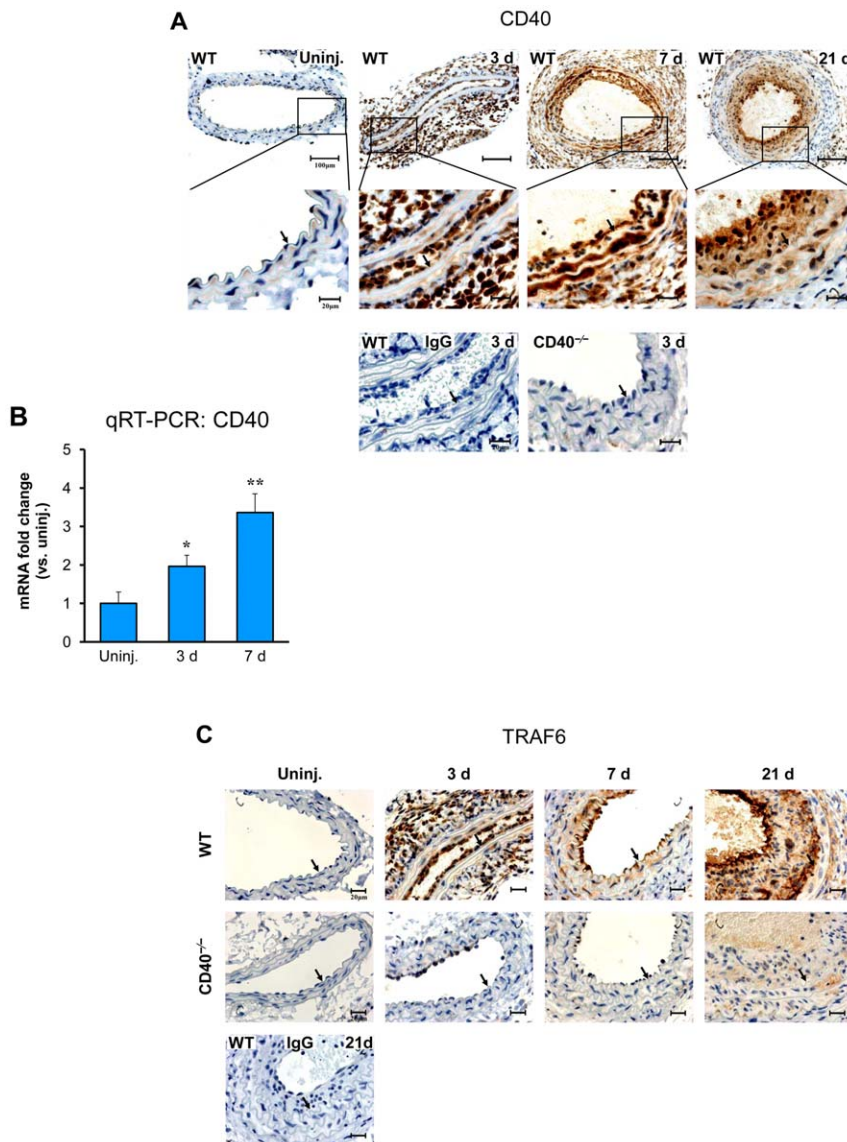 A
CD40
WT Uninj.
WT 3 d
WT 7 d
WT 21 d
100μm
20μm
WT IgG 3 d
CD40–/– 3 d
B
qRT-PCR: CD40
mRNA fold change
(vs. uninj.)
5
4
3
2
1
0
*
**
Uninj. 3 d 7 d
C
TRAF6
Uninj. 3 d 7 d 21 d
WT
20μm
CD40–/–
WT IgG 21d